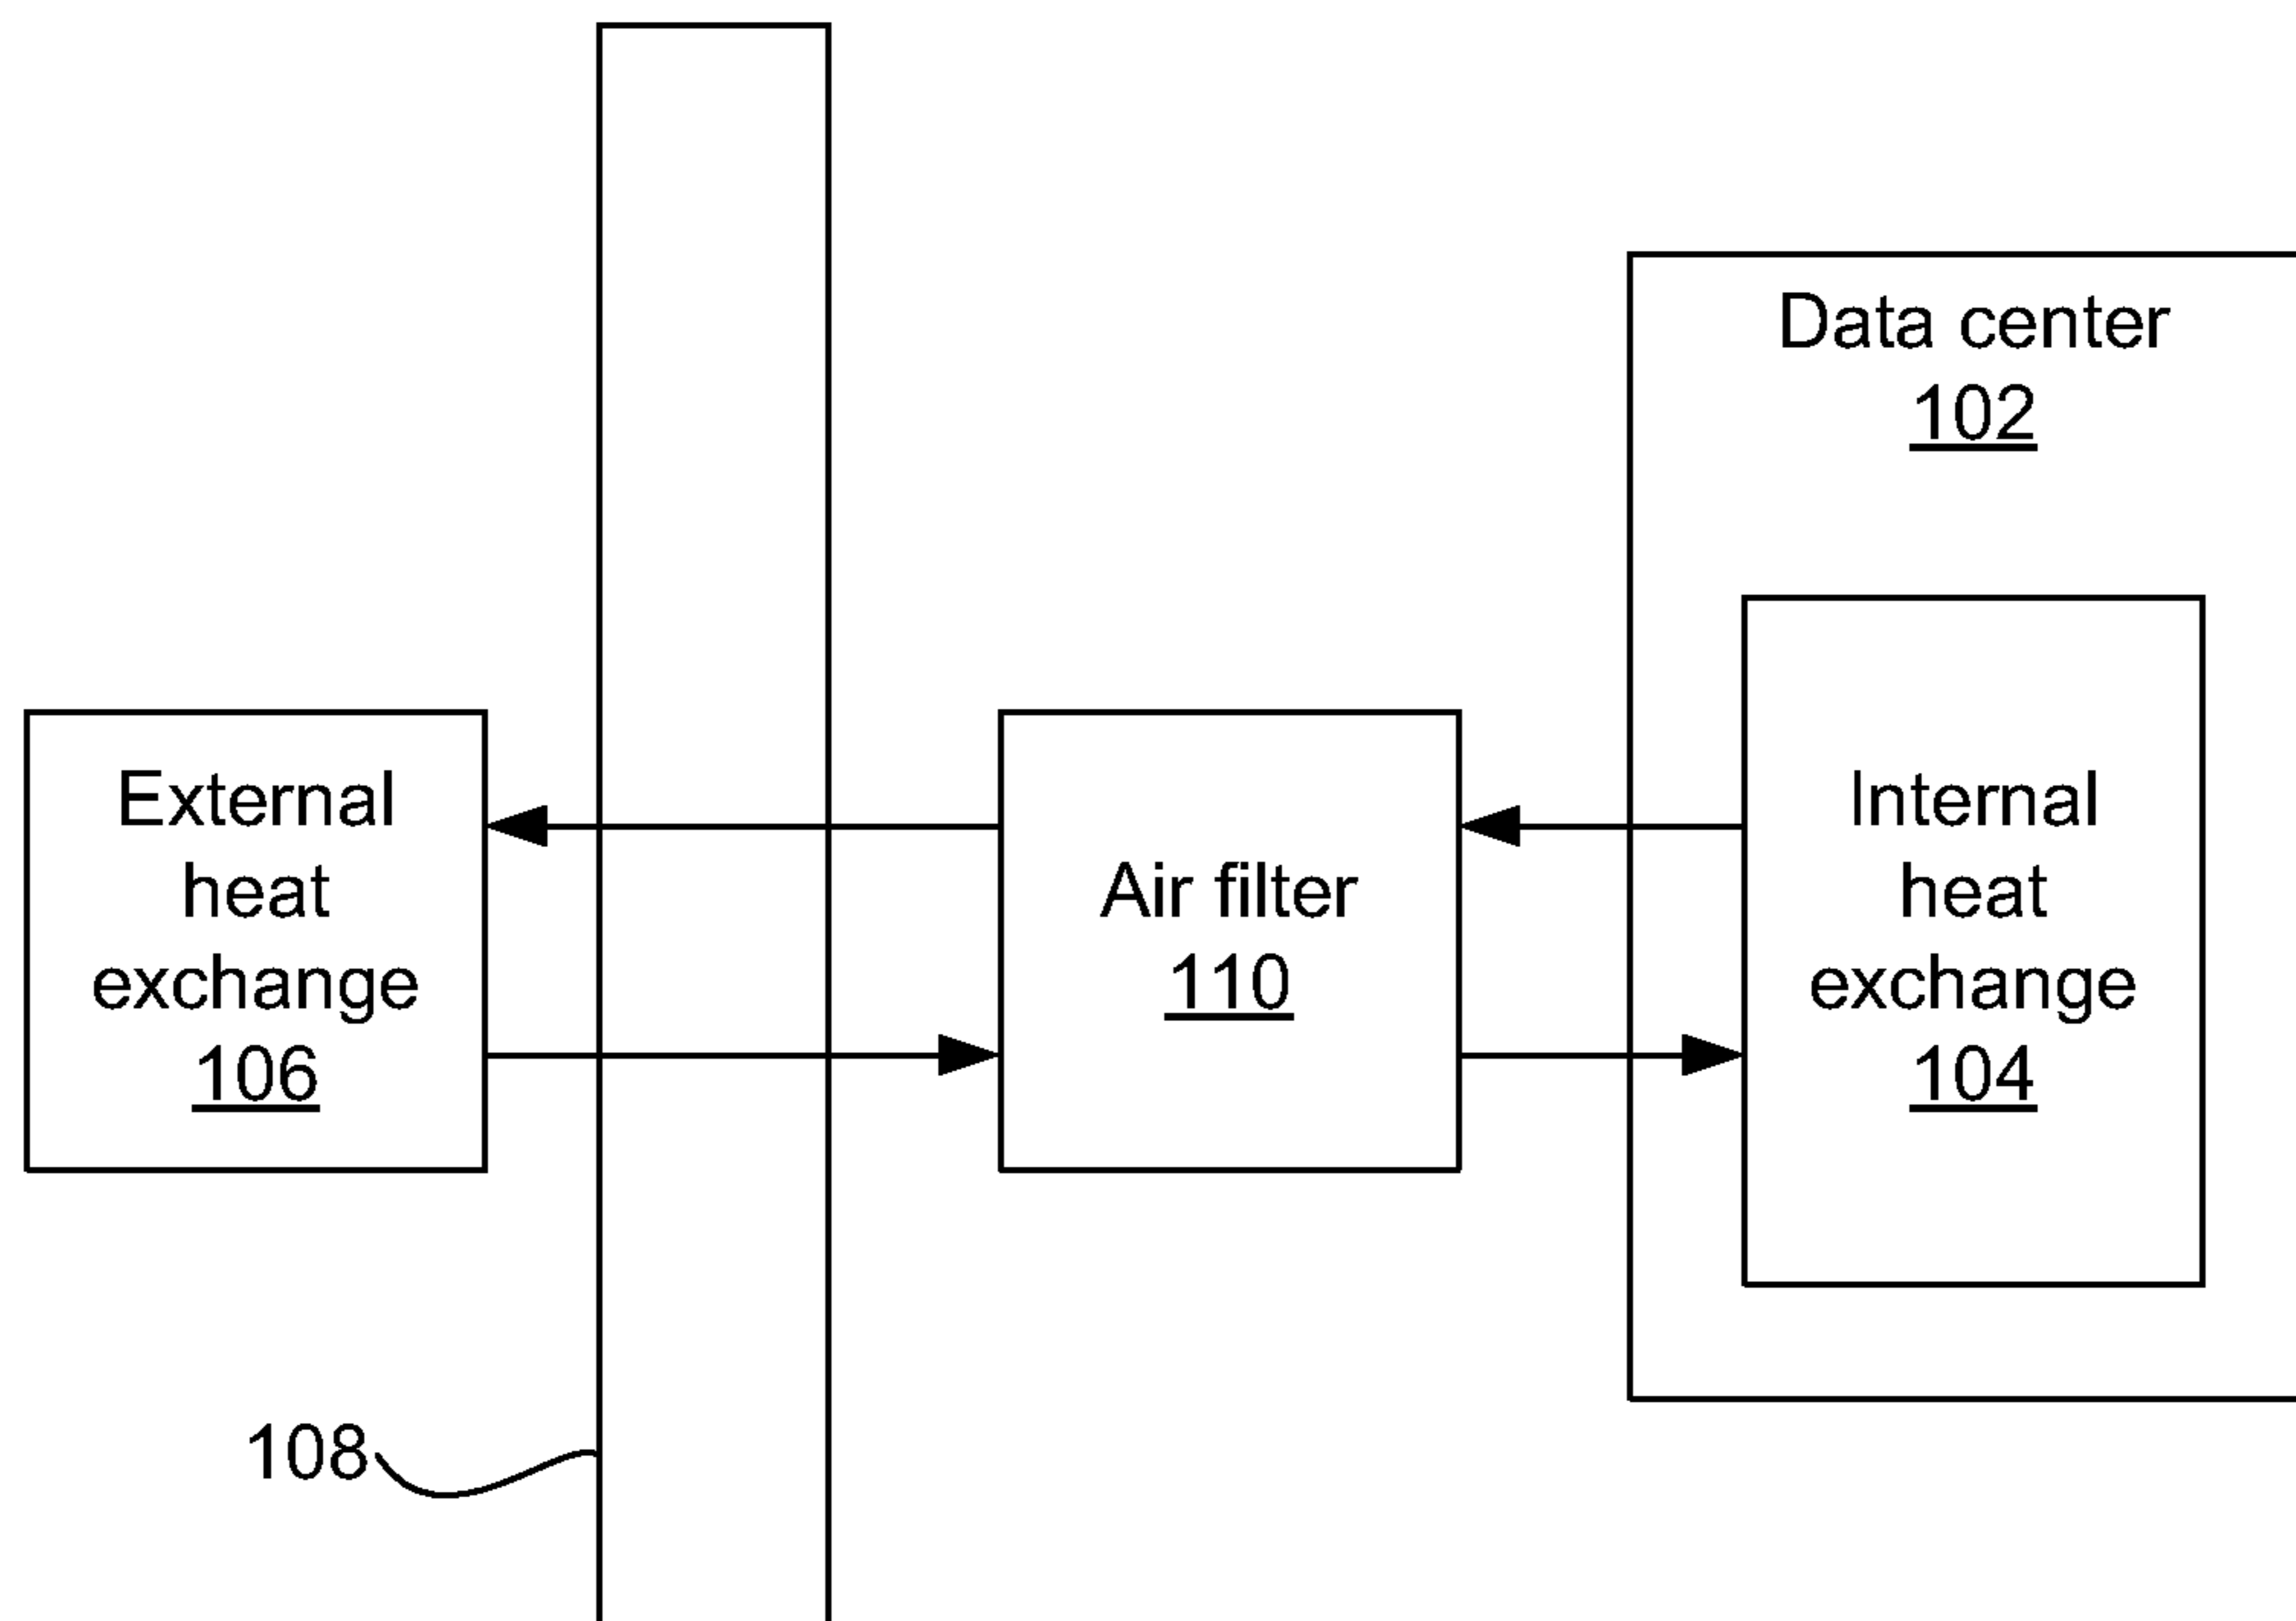 Data center
102
External
heat
exchange
106
Air filter
110
Internal
heat
exchange
104
108